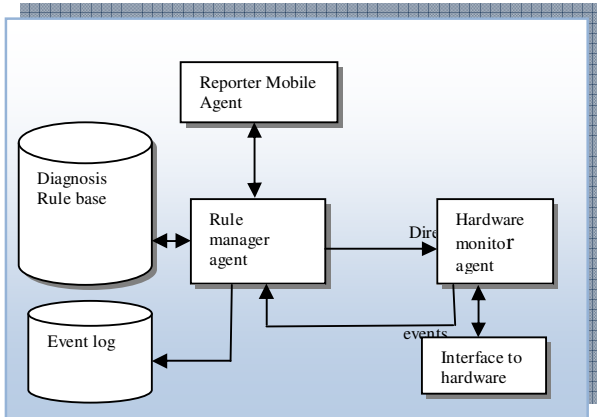 Reporter Mobile
Agent
Diagnosis
Rule base
Rule
manager
agent
Dire
Hardware
monitor
agent
Event log
events
Interface to
hardware